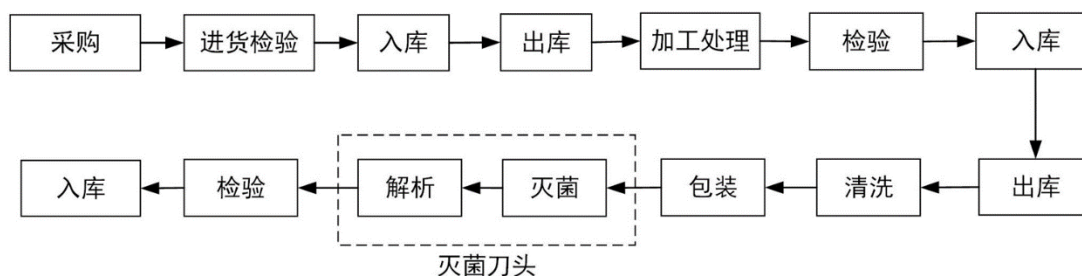 采购 进货检验 入库 出库 加工处理 检验 入库
入库 检验 解析 灭菌 包装 清洗 出库
灭菌刀头